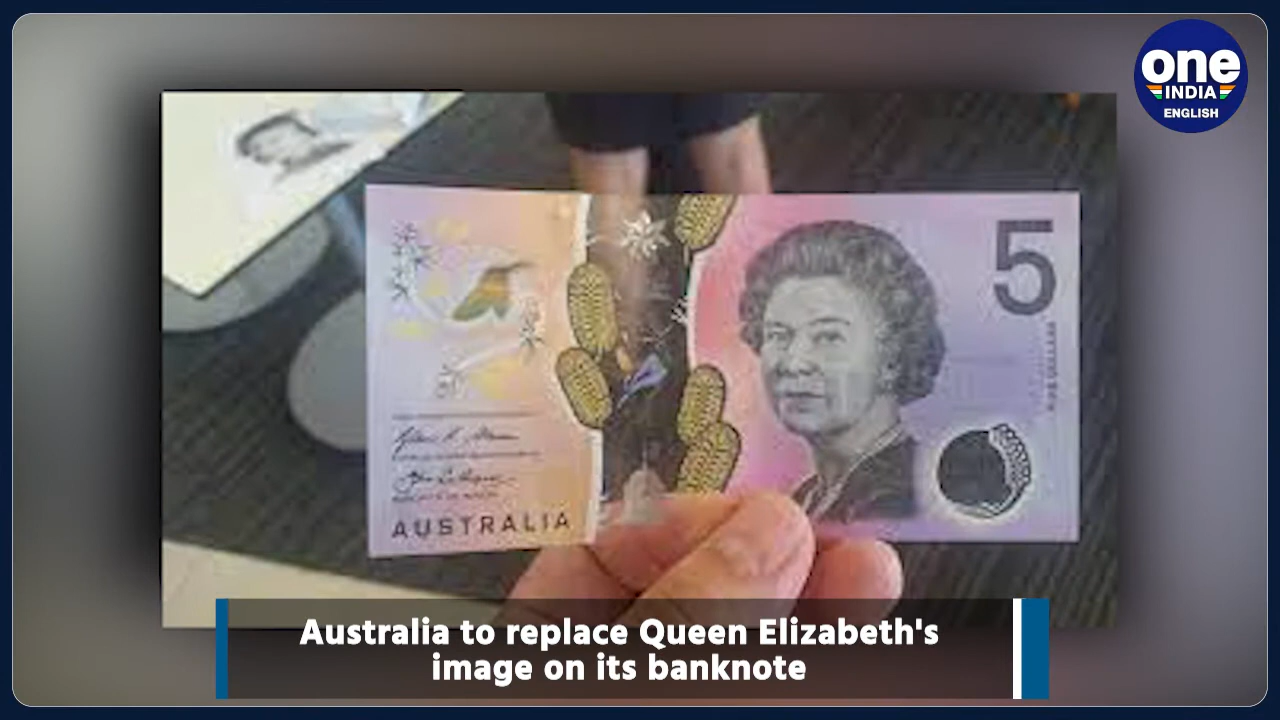 one
INDIA
ENGLISH
5
AUSTRALIA
Australia to replace Queen Elizabeth's
image on its banknote